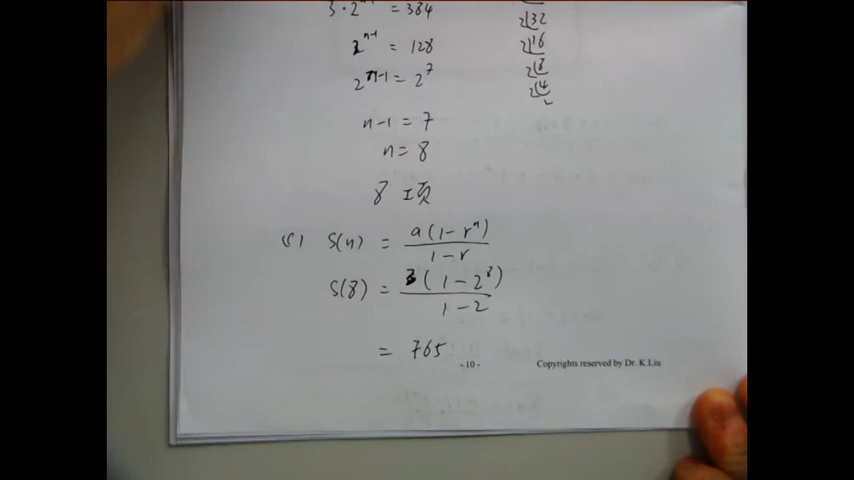 3 · 2ⁿ⁻¹ = 384
2ⁿ⁻¹ = 128
2ⁿ⁻¹ = 2⁷
n-1 = 7
n = 8
8 项
(5) S(n) = a(1-rⁿ) / 1-r
S(8) = 3(1-2⁸) / 1-2
= 765
2 32
2 16
2 8
2 4
2
- 10 -
Copyrights reserved by Dr. K.Liu